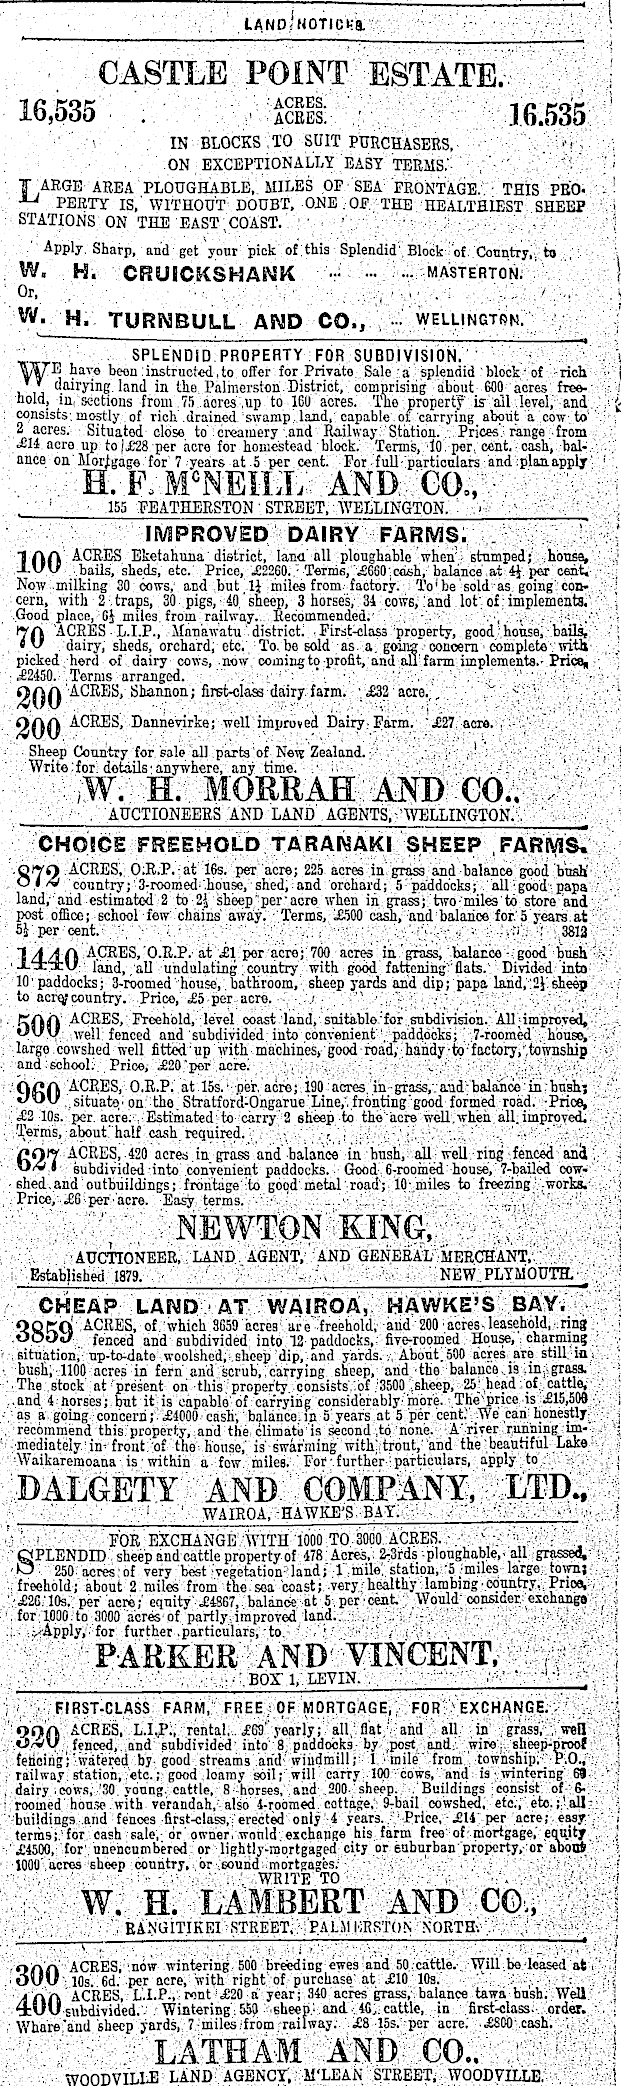 LAND NOTICES.
CASTLE POINT ESTATE.
16,535 ACRES. 16.535
ACRES.
IN BLOCKS TO SUIT PURCHASERS,
ON EXCEPTIONALLY EASY TERMS.
LARGE AREA PLOUGHABLE, MILES OF SEA FRONTAGE. THIS PRO-
PERTY IS, WITHOUT DOUBT, ONE OF THE HEALTHIEST SHEEP
STATIONS ON THE EAST COAST.
Apply Sharp, and get your pick of this Splendid Block of Country, to
W. H. CRUICKSHANK ... ... ... MASTERTON.
Or,
W. H. TURNBULL AND CO., ... WELLINGTON.
SPLENDID PROPERTY FOR SUBDIVISION.
WE have been instructed to offer for Private Sale a splendid block of rich
dairying land in the Palmerston District, comprising about 600 acres free-
hold, in sections from 75 acres up to 160 acres. The property is all level, and
consists mostly of rich drained swamp land, capable of carrying about a cow to
2 acres. Situated close to creamery and Railway Station. Prices range from
£14 acre up to £28 per acre for homestead block. Terms, 10 per cent. cash, bal-
ance on Mortgage for 7 years at 5 per cent. For full particulars and plan apply
H. F. McNEILL AND CO.,
155 FEATHERSTON STREET, WELLINGTON.
IMPROVED DAIRY FARMS.
100 ACRES Eketahuna district, land all ploughable when stumped; house,
bails, sheds, etc. Price, £2260. Terms, £660 cash, balance at 4½ per cent.
Now milking 30 cows, and but 1½ miles from factory. To be sold as going con-
cern, with 2 traps, 30 pigs, 40 sheep, 3 horses, 34 cows, and lot of implements.
Good place, 6½ miles from railway. Recommended.
70 ACRES L.I.P., Manawatu district. First-class property, good house, bails,
dairy, sheds, orchard, etc. To be sold as a going concern complete with
picked herd of dairy cows, now coming to profit, and all farm implements. Price,
£2450. Terms arranged.
200 ACRES, Shannon; first-class dairy farm. £32 acre.
200 ACRES, Dannevirke; well improved Dairy Farm. £27 acre.
Sheep Country for sale all parts of New Zealand.
Write for details anywhere, any time.
W. H. MORRAH AND CO.,
AUCTIONEERS AND LAND AGENTS, WELLINGTON.
CHOICE FREEHOLD TARANAKI SHEEP FARMS.
872 ACRES, O.R.P. at 16s. per acre; 225 acres in grass and balance good bush
country; 3-roomed house, shed, and orchard; 5 paddocks; all good papa
land, and estimated 2 to 2½ sheep per acre when in grass; two miles to store and
post office; school few chains away. Terms, £500 cash, and balance for 5 years at
5½ per cent. 3812
1440 ACRES, O.R.P. at £1 per acre; 700 acres in grass, balance good bush
land, all undulating country with good fattening flats. Divided into
10 paddocks; 3-roomed house, bathroom, sheep yards and dip; papa land, 2½ sheep
to acre country. Price, £5 per acre.
500 ACRES, Freehold, level coast land, suitable for subdivision. All improved,
well fenced and subdivided into convenient paddocks; 7-roomed house,
large cowshed well fitted up with machines, good road, handy to factory, township
and school. Price, £20 per acre.
960 ACRES, O.R.P. at 15s. per acre; 190 acres in grass, and balance in bush;
situate on the Stratford-Ongarue Line, fronting good formed road. Price,
£2 10s. per acre. Estimated to carry 2 sheep to the acre well when all improved.
Terms, about half cash required.
627 ACRES, 420 acres in grass and balance in bush, all well ring fenced and
subdivided into convenient paddocks. Good 6-roomed house, 7-bailed cow-
shed and outbuildings; frontage to good metal road; 10 miles to freezing works.
Price, £6 per acre. Easy terms.
NEWTON KING,
AUCTIONEER, LAND AGENT, AND GENERAL MERCHANT,
Established 1879. NEW PLYMOUTH.
CHEAP LAND AT WAIROA, HAWKE'S BAY.
3859 ACRES, of which 3659 acres are freehold, and 200 acres leasehold, ring
fenced and subdivided into 12 paddocks, five-roomed House, charming
situation, up-to-date woolshed, sheep dip, and yards. About 500 acres are still in
bush, 1100 acres in fern and scrub, carrying sheep, and the balance is in grass.
The stock at present on this property consists of 3500 sheep, 25 head of cattle,
and 4 horses; but it is capable of carrying considerably more. The price is £15,500
as a going concern; £4000 cash, balance in 5 years at 5 per cent. We can honestly
recommend this property, and the climate is second to none. A river running im-
mediately in front of the house, is swarming with trout, and the beautiful Lake
Waikaremoana is within a few miles. For further particulars, apply to
DALGETY AND COMPANY, LTD.,
WAIROA, HAWKE'S BAY.
FOR EXCHANGE WITH 1000 TO 3000 ACRES.
SPLENDID sheep and cattle property of 478 Acres, 2-3rds ploughable, all grassed,
250 acres of very best vegetation land; 1 mile station, 5 miles large town;
freehold; about 2 miles from the sea coast; very healthy lambing country. Price,
£26 10s. per acre; equity £4867, balance at 5 per cent. Would consider exchange
for 1000 to 3000 acres of partly improved land.
Apply, for further particulars, to
PARKER AND VINCENT,
BOX 1, LEVIN.
FIRST-CLASS FARM, FREE OF MORTGAGE, FOR EXCHANGE.
320 ACRES, L.I.P., rental £69 yearly; all flat and all in grass, well
fenced, and subdivided into 8 paddocks by post and wire sheep-proof
fencing; watered by good streams and windmill; 1 mile from township, P.O.,
railway station, etc.; good loamy soil; will carry 100 cows, and is wintering 60
dairy cows, 30 young cattle, 8 horses, and 200 sheep. Buildings consist of 6-
roomed house with verandah, also 4-roomed cottage, 9-bail cowshed, etc., etc.; all
buildings and fences first-class, erected only 4 years. Price, £14 per acre; easy
terms; for cash sale, or owner would exchange his farm free of mortgage, equity
£4500, for unencumbered or lightly-mortgaged city or suburban property, or about
1000 acres sheep country, or sound mortgages.
WRITE TO
W. H. LAMBERT AND CO.,
RANGITIKEI STREET, PALMERSTON NORTH.
300 ACRES, now wintering 500 breeding ewes and 50 cattle. Will be leased at
10s. 6d. per acre, with right of purchase at £10 10s.
400 ACRES, L.I.P., rent £20 a year; 340 acres grass, balance tawa bush. Well
subdivided. Wintering 550 sheep and 46 cattle, in first-class order.
Whare and sheep yards, 7 miles from railway. £8 15s. per acre. £800 cash.
LATHAM AND CO.,
WOODVILLE LAND AGENCY, M'LEAN STREET, WOODVILLE.